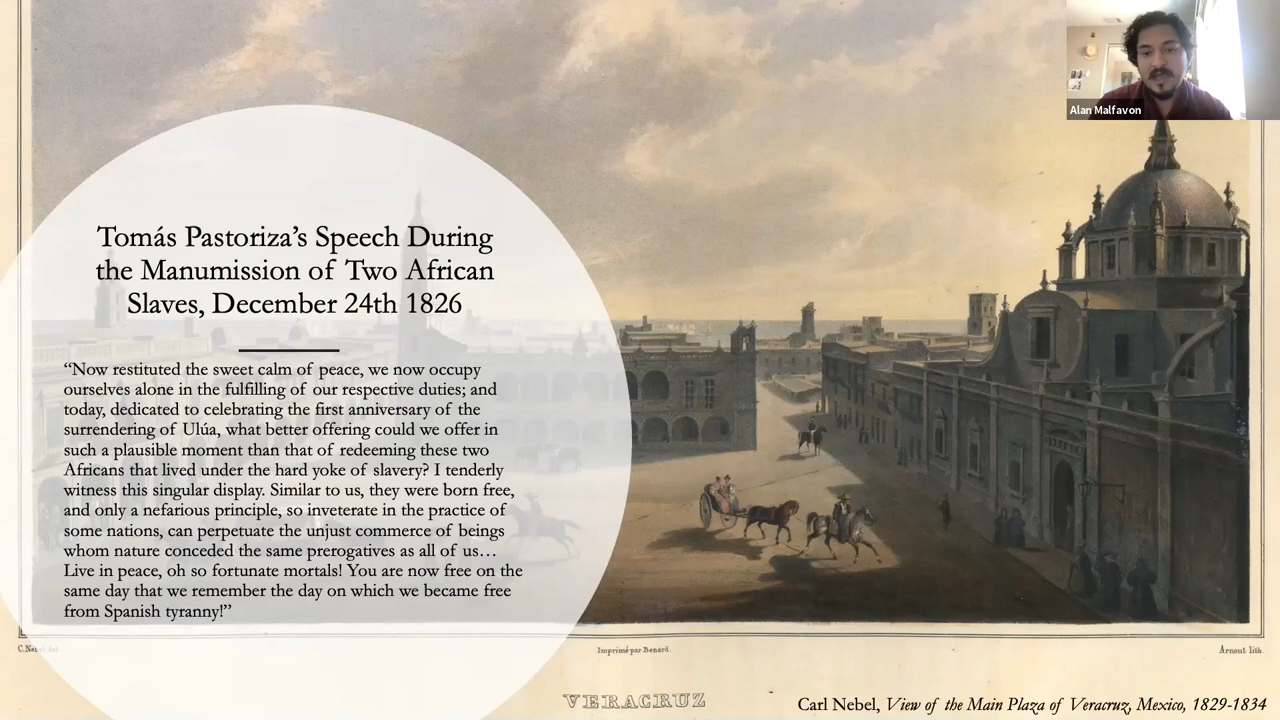 Alan Malfavon
Tomás Pastoriza’s Speech During
the Manumission of Two African
Slaves, December 24th 1826
“Now restituted the sweet calm of peace, we now occupy
ourselves alone in the fulfilling of our respective duties; and
today, dedicated to celebrating the first anniversary of the
surrendering of Ulúa, what better offering could we offer in
such a plausible moment than that of redeeming these two
Africans that lived under the hard yoke of slavery? I tenderly
witness this singular display. Similar to us, they were born free,
and only a nefarious principle, so inveterate in the practice of
some nations, can perpetuate the unjust commerce of beings
whom nature conceded the same prerogatives as all of us…
Live in peace, oh so fortunate mortals! You are now free on the
same day that we remember the day on which we became free
from Spanish tyranny!”
Imprimé par Benard.
Arnout lith.
VERACRUZ
Carl Nebel, View of the Main Plaza of Veracruz, Mexico, 1829-1834